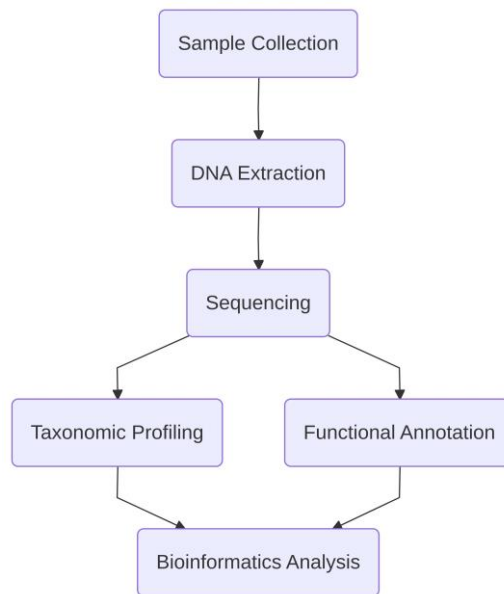 Sample Collection
DNA Extraction
Sequencing
Taxonomic Profiling
Functional Annotation
Bioinformatics Analysis